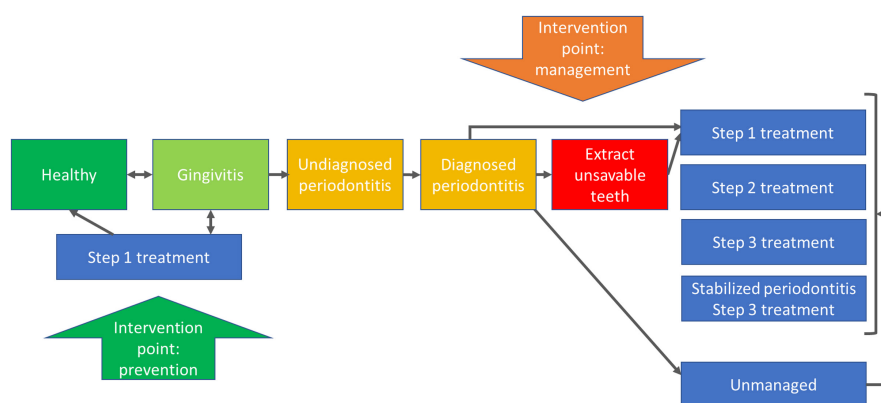 Intervention
point:
management
Healthy
Gingivitis
Undiagnosed
periodontitis
Diagnosed
periodontitis
Extract
unsavable
teeth
Step 1 treatment
Step 2 treatment
Step 3 treatment
Stabilized periodontitis
Step 3 treatment
Step 1 treatment
Intervention
point:
prevention
Unmanaged